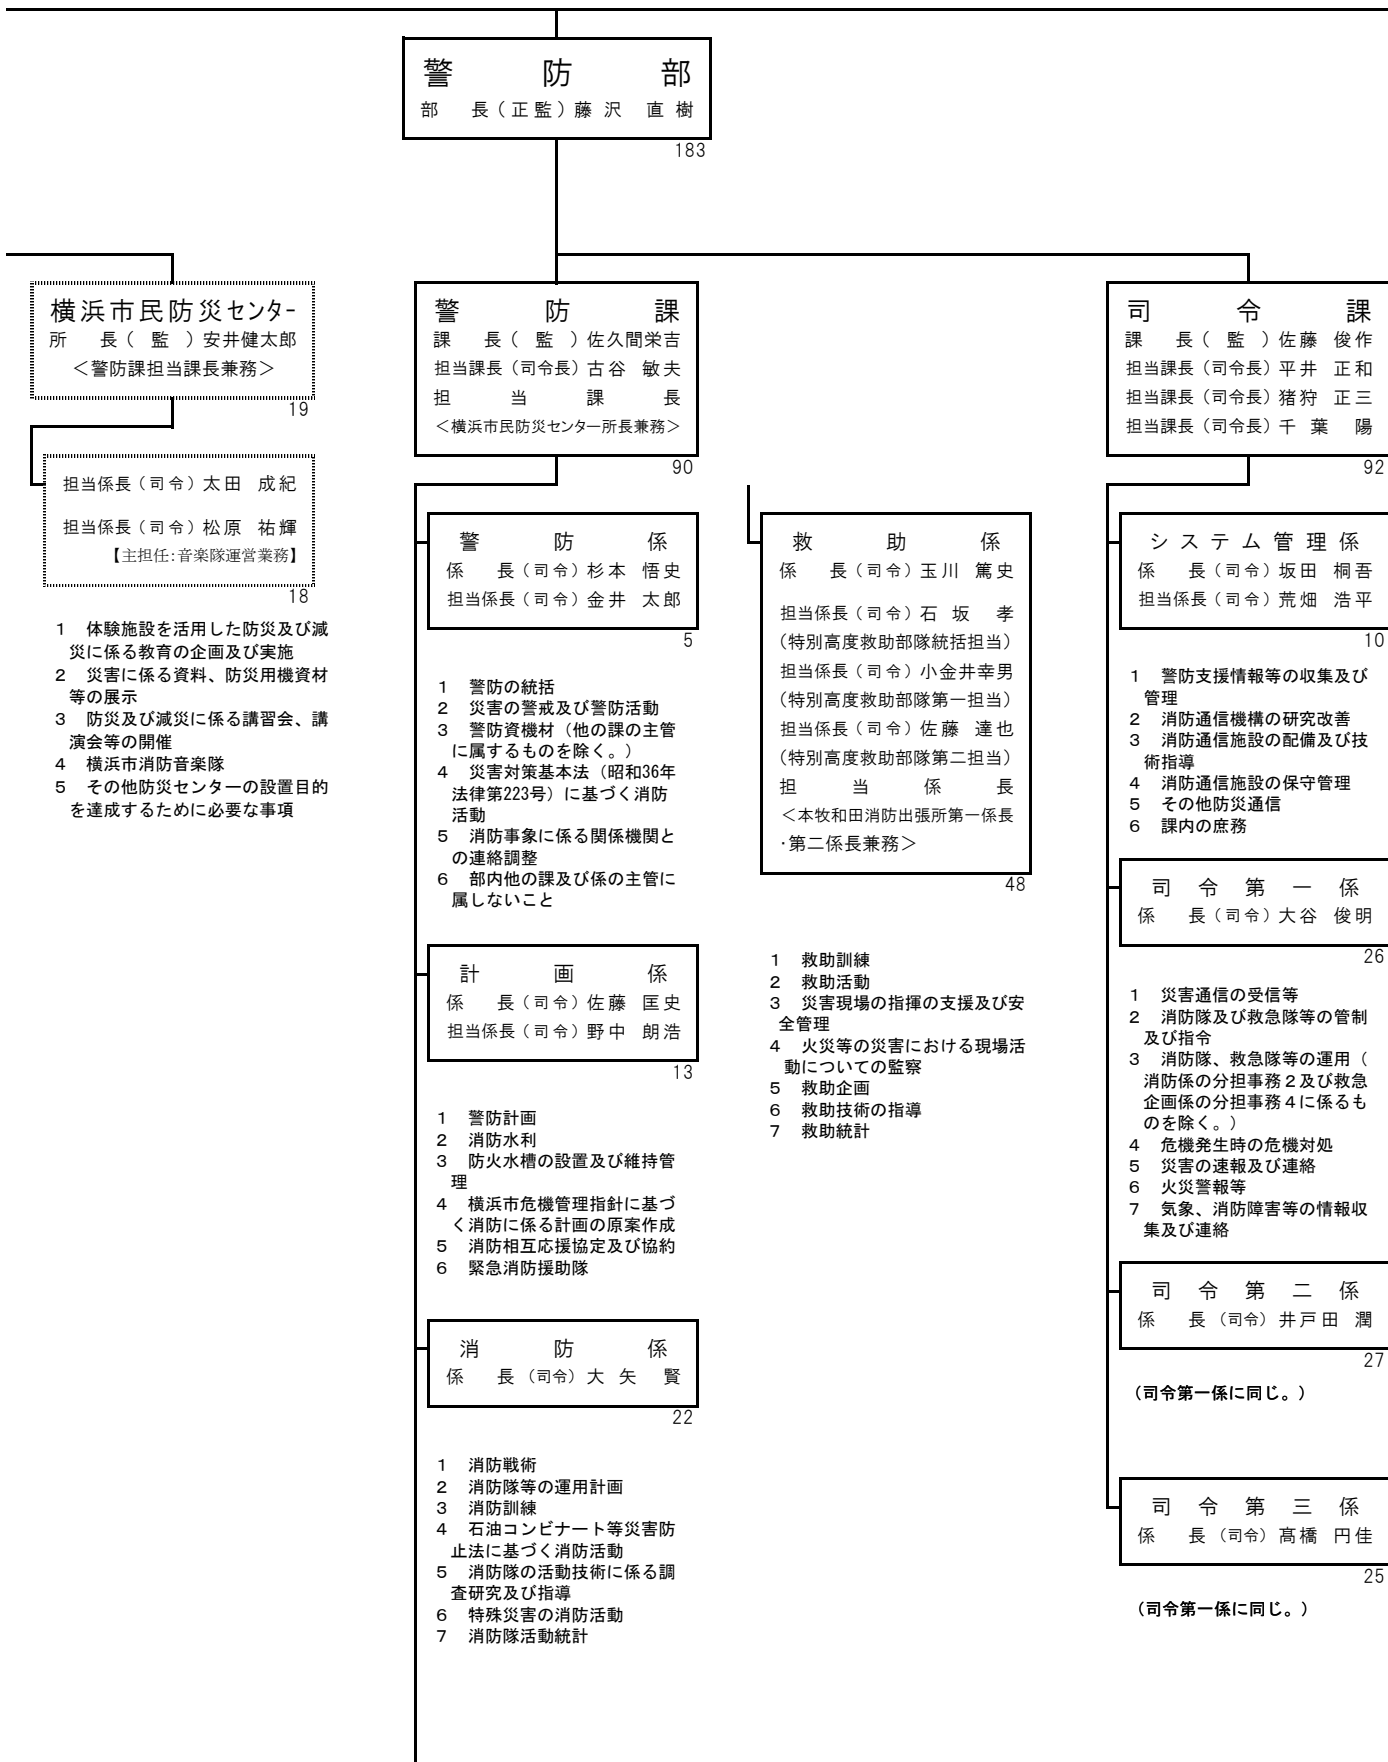 警防部
部長（正監）藤沢直樹
183
横浜市民防災センター
所長（監）安井健太郎
＜警防課担当課長兼務＞
19
担当係長（司令）太田成紀
担当係長（司令）松原祐輝
【主担任:音楽隊運営業務】
18
1 体験施設を活用した防災及び減
災に係る教育の企画及び実施
2 災害に係る資料、防災用機資材
等の展示
3 防災及び減災に係る講習会、講
演会等の開催
4 横浜市消防音楽隊
5 その他防災センターの設置目的
を達成するために必要な事項
警防課
課長（監）佐久間栄吉
担当課長（司令長）古谷敏夫
担当課長
＜横浜市民防災センター所長兼務＞
90
警防係
係長（司令）杉本悟史
担当係長（司令）金井太郎
5
1 警防の統括
2 災害の警戒及び警防活動
3 警防資機材（他の課の主管
に属するものを除く。）
4 災害対策基本法（昭和36年
法律第223号）に基づく消防
活動
5 消防事象に係る関係機関と
の連絡調整
6 部内他の課及び係の主管に
属しないこと
計画係
係長（司令）佐藤匡史
担当係長（司令）野中朗浩
13
1 警防計画
2 消防水利
3 防火水槽の設置及び維持管
理
4 横浜市危機管理指針に基づ
く消防に係る計画の原案作成
5 消防相互応援協定及び協約
6 緊急消防援助隊
消防係
係長（司令）大矢賢
22
1 消防戦術
2 消防隊等の運用計画
3 消防訓練
4 石油コンビナート等災害防
止法に基づく消防活動
5 消防隊の活動技術に係る調
査研究及び指導
6 特殊災害の消防活動
7 消防隊活動統計
救助係
係長（司令）玉川篤史
担当係長（司令）石坂孝
（特別高度救助部隊統括担当）
担当係長（司令）小金井幸男
（特別高度救助部隊第一担当）
担当係長（司令）佐藤達也
（特別高度救助部隊第二担当）
担当係長
＜本牧和田消防出張所第一係長
・第二係長兼務＞
48
1 救助訓練
2 救助活動
3 災害現場の指揮の支援及び安
全管理
4 火災等の災害における現場活
動についての監察
5 救助企画
6 救助技術の指導
7 救助統計
司令課
課長（監）佐藤俊作
担当課長（司令長）平井正和
担当課長（司令長）猪狩正三
担当課長（司令長）千葉陽
92
システム管理係
係長（司令）坂田桐吾
担当係長（司令）荒畑浩平
10
1 警防支援情報等の収集及び
管理
2 消防通信機構の研究改善
3 消防通信施設の配備及び技
術指導
4 消防通信施設の保守管理
5 その他防災通信
6 課内の庶務
司令第一係
係長（司令）大谷俊明
26
1 災害通信の受信等
2 消防隊及び救急隊等の管制
及び指令
3 消防隊、救急隊等の運用（
消防係の分担事務２及び救急
企画係の分担事務４に係るも
のを除く。）
4 危機発生時の危機対処
5 災害の速報及び連絡
6 火災警報等
7 気象、消防障害等の情報収
集及び連絡
司令第二係
係長（司令）井戸田潤
27
（司令第一係に同じ。）
司令第三係
係長（司令）髙橋円佳
25
（司令第一係に同じ。）